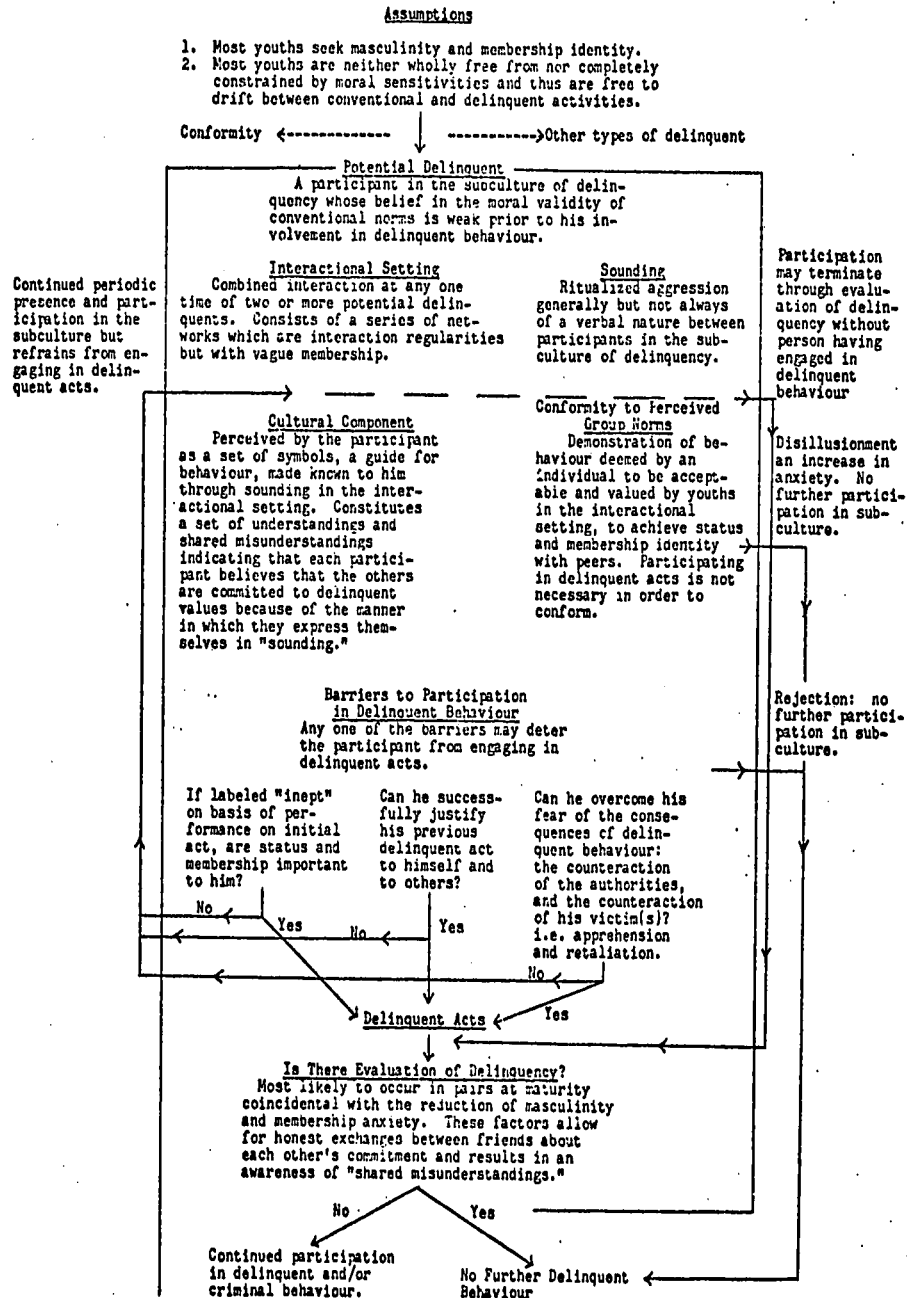 Assumptions
1. Most youths seek masculinity and membership identity.
2. Most youths are neither wholly free from nor completely
constrained by moral sensitivities and thus are free to
drift between conventional and delinquent activities.
Conformity
Other types of delinquent
Potential Delinquent
A participant in the subculture of delin-
quency whose belief in the moral validity of
conventional norms is weak prior to his in-
volvement in delinquent behaviour.
Continued periodic
presence and part-
icipation in the
subculture but
refrains from en-
gaging in delin-
quent acts.
Interactional Setting
Combined interaction at any one
time of two or more potential delin-
quents. Consists of a series of net-
works which are interaction regularities
but with vague membership.
Sounding
Ritualized aggression
generally but not always
of a verbal nature between
participants in the sub-
culture of delinquency.
Participation
may terminate
through evalu-
ation of delin-
quency without
person having
engaged in
delinquent
behaviour
Cultural Component
Perceived by the participant
as a set of symbols, a guide for
behaviour, made known to him
through sounding in the inter-
actional setting. Constitutes
a set of understandings and
shared misunderstandings
indicating that each partici-
pant believes that the others
are committed to delinquent
values because of the manner
in which they express them-
selves in "sounding."
Conformity to Perceived
Group Norms
Demonstration of be-
haviour deemed by an
individual to be accept-
able and valued by youths
in the interactional
setting, to achieve status
and membership identity
with peers. Participating
in delinquent acts is not
necessary in order to
conform.
Disillusionment
an increase in
anxiety. No
further partici-
pation in sub-
culture.
Barriers to Participation
in Delinquent Behaviour
Any one of the barriers may deter
the participant from engaging in
delinquent acts.
Rejection: no
further partici-
pation in sub-
culture.
If labeled "inept"
on basis of per-
formance on initial
act, are status and
membership important
to him?
Can he success-
fully justify
his previous
delinquent act
to himself and
to others?
Can he overcome his
fear of the conse-
quences of delin-
quent behaviour:
the counteraction
of the authorities,
and the counteraction
of his victim(s)?
i.e. apprehension
and retaliation.
No
Yes
No
Yes
No
Yes
Delinquent Acts
Is There Evaluation of Delinquency?
Most likely to occur in pairs at maturity
coincidental with the reduction of masculinity
and membership anxiety. These factors allow
for honest exchanges between friends about
each other's commitment and results in an
awareness of "shared misunderstandings."
No
Yes
Continued participation
in delinquent and/or
criminal behaviour.
No Further Delinquent
Behaviour